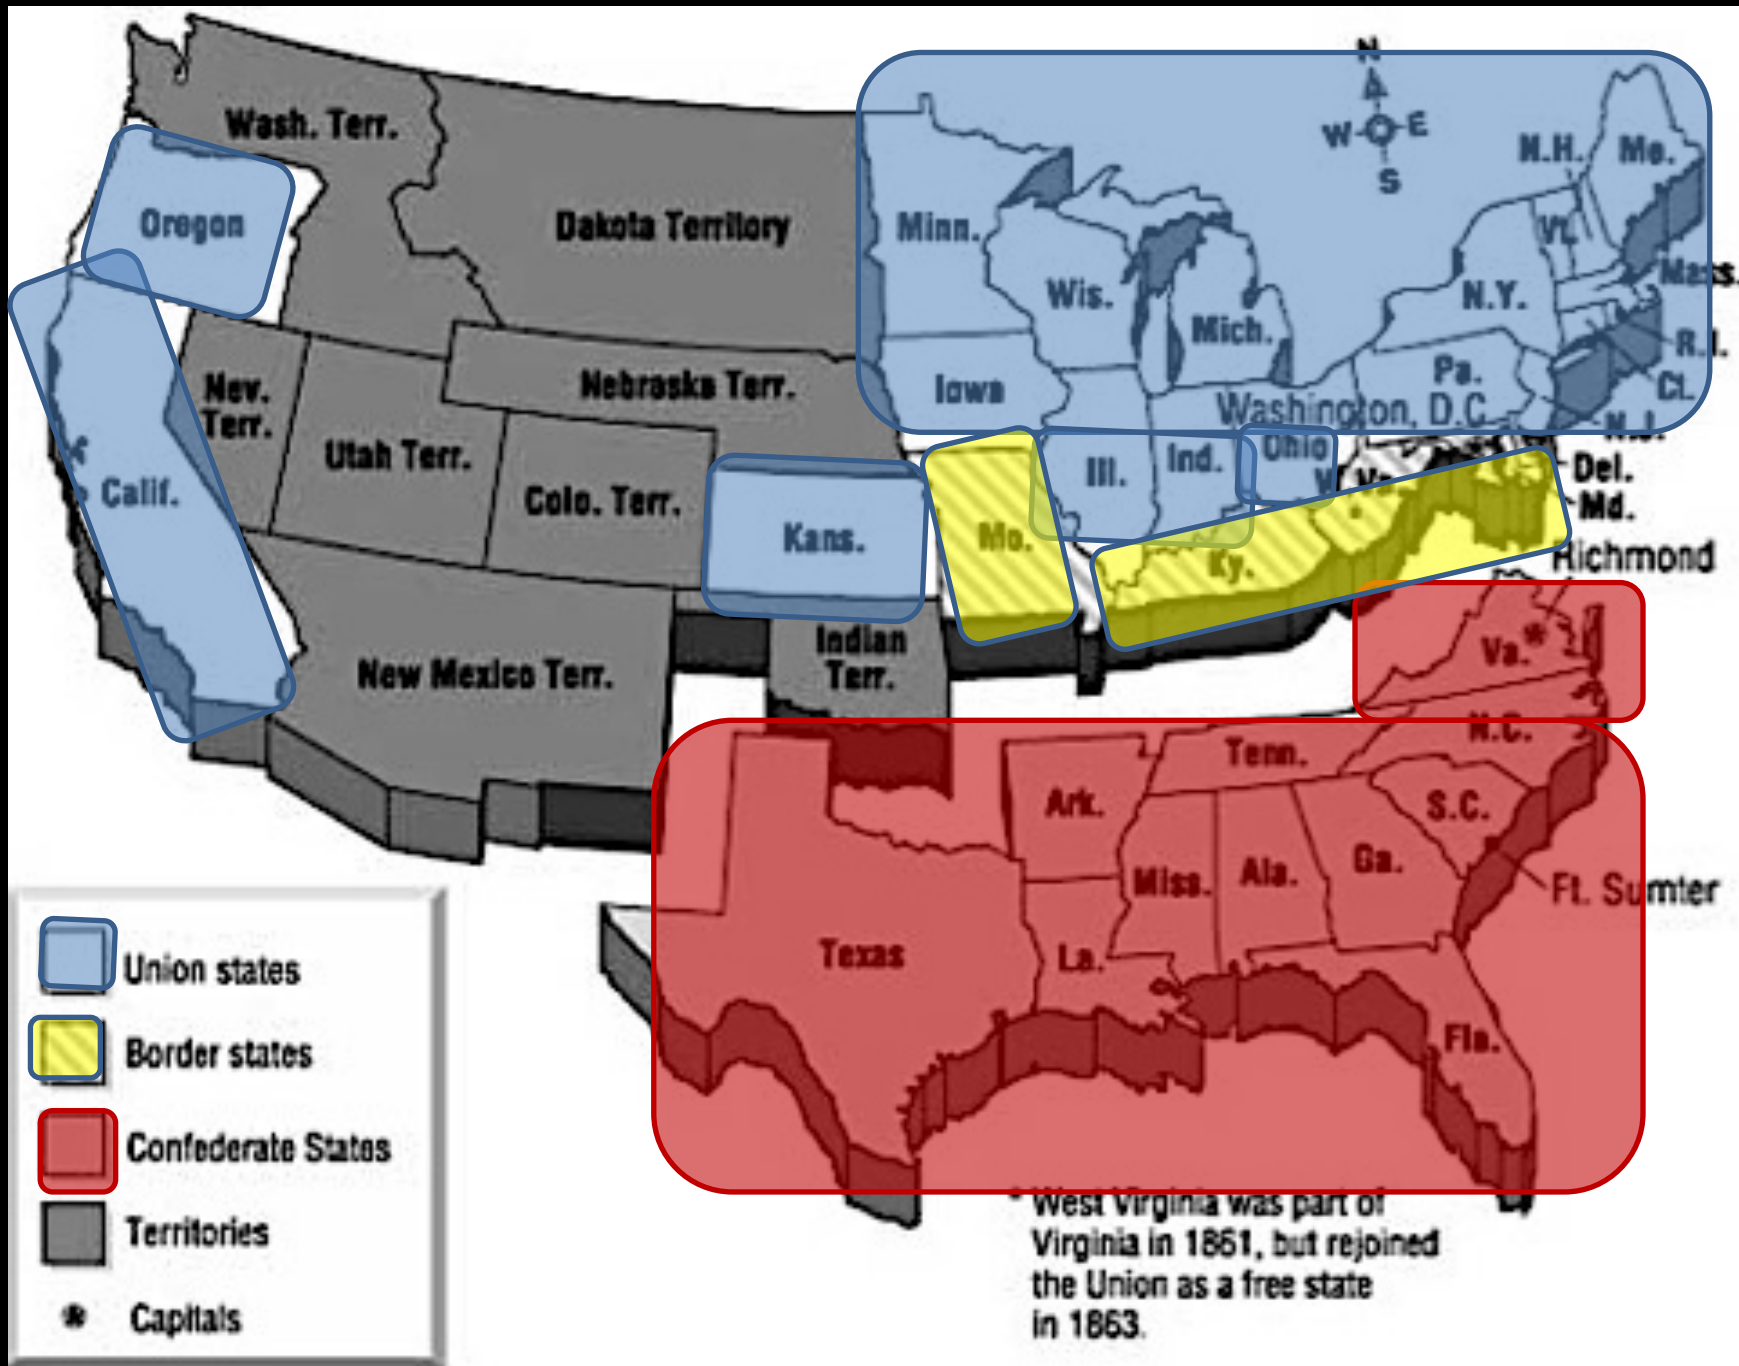 N
W
E
S
Wash. Terr.
Oregon
Dakota Territory
Minn.
Wis.
Mich.
N.H.
Me.
Vt.
Mass.
N.Y.
R.I.
Ct.
Pa.
N.J.
Nev.
Terr.
Nebraska Terr.
Iowa
Washington, D.C.
Utah Terr.
Calif.
Colo. Terr.
Kans.
Mo.
Ill.
Ind.
Ohio
Del.
Md.
Ky.
Richmond
New Mexico Terr.
Indian
Terr.
Va.
N.C.
Tenn.
Ark.
S.C.
Miss.
Ala.
Ga.
Ft. Sumter
Texas
La.
Fla.
Union states
Border states
Confederate States
Territories
* Capitals
° West Virginia was part of
Virginia in 1861, but rejoined
the Union as a free state
in 1863.